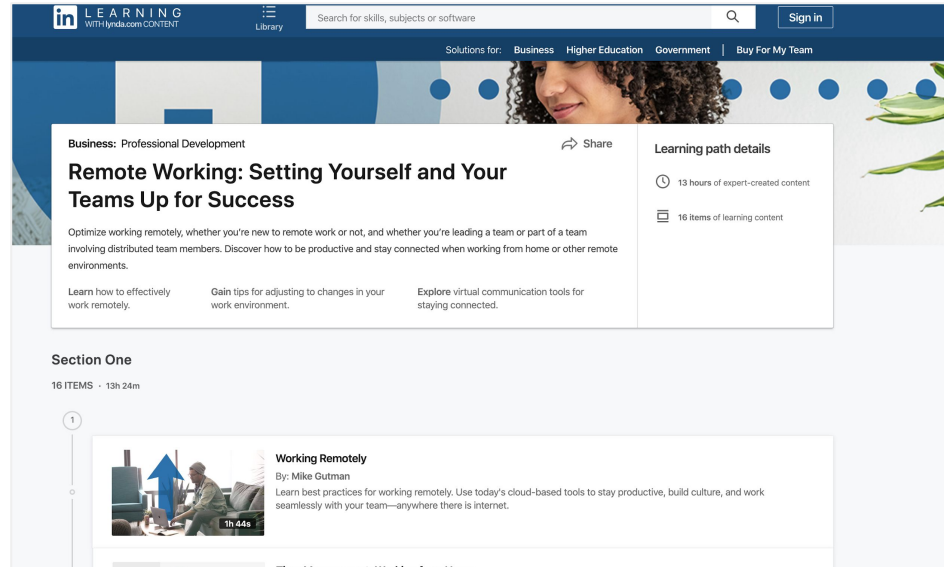 in LEARNING
WITH lynda.com CONTENT
Library
Search for skills, subjects or software
Sign in
Solutions for: Business Higher Education Government | Buy For My Team
Business: Professional Development
Share
Remote Working: Setting Yourself and Your
Teams Up for Success
Optimize working remotely, whether you're new to remote work or not, and whether you're leading a team or part of a team
involving distributed team members. Discover how to be productive and stay connected when working from home or other remote
environments.
Learn how to effectively
work remotely.
Gain tips for adjusting to changes in your
work environment.
Explore virtual communication tools for
staying connected.
Learning path details
13 hours of expert-created content
16 items of learning content
Section One
16 ITEMS • 13h 24m
1
Working Remotely
By: Mike Gutman
Learn best practices for working remotely. Use today's cloud-based tools to stay productive, build culture, and work
seamlessly with your team—anywhere there is internet.
1h 44s